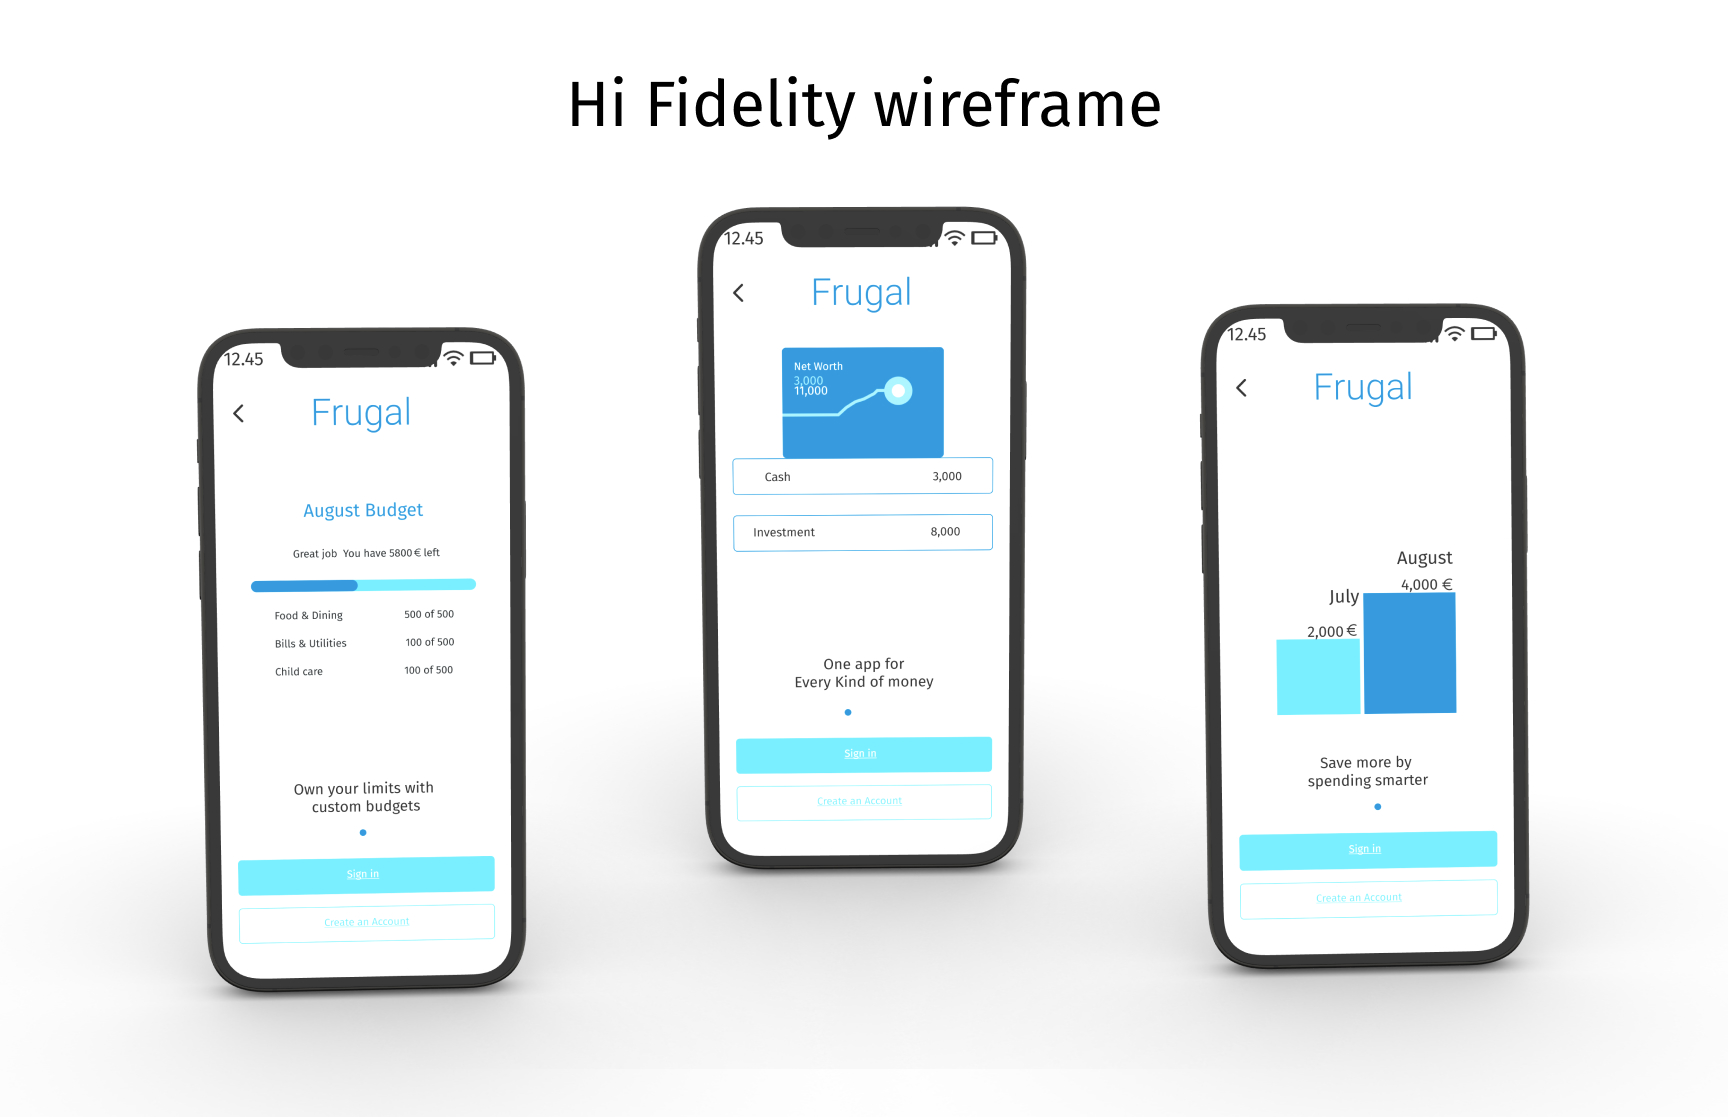 Hi Fidelity wireframe
12.45
Frugal
August Budget
Great job  You have 5800 € left
Food & Dining 500 of 500
Bills & Utilities 100 of 500
Child care 100 of 500
Own your limits with
custom budgets
Sign in
Create an Account
12.45
Frugal
Net Worth
3,000
11,000
Cash 3,000
Investment 8,000
One app for
Every Kind of money
Sign in
Create an Account
12.45
Frugal
August
4,000 €
July
2,000 €
Save more by
spending smarter
Sign in
Create an Account